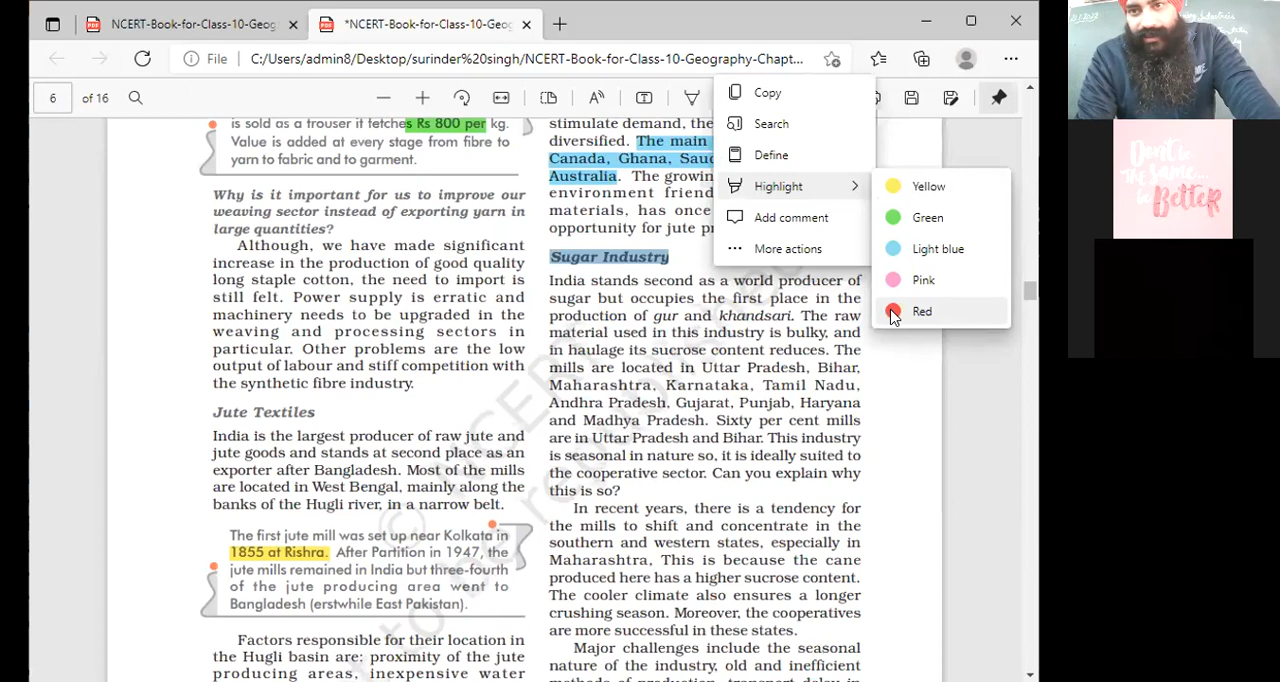 NCERT-Book-for-Class-10-Geog
*NCERT-Book-for-Class-10-Geog
File
C:/Users/admin8/Desktop/surinder%20singh/NCERT-Book-for-Class-10-Geography-Chapt...
6 of 16
is sold as a trouser it fetches Rs 800 per kg.
Value is added at every stage from fibre to
yarn to fabric and to garment.
Why is it important for us to improve our
weaving sector instead of exporting yarn in
large quantities?
Although, we have made significant
increase in the production of good quality
long staple cotton, the need to import is
still felt. Power supply is erratic and
machinery needs to be upgraded in the
weaving and processing sectors in
particular. Other problems are the low
output of labour and stiff competition with
the synthetic fibre industry.
Jute Textiles
India is the largest producer of raw jute and
jute goods and stands at second place as an
exporter after Bangladesh. Most of the mills
are located in West Bengal, mainly along the
banks of the Hugli river, in a narrow belt.
The first jute mill was set up near Kolkata in
1855 at Rishra. After Partition in 1947, the
jute mills remained in India but three-fourth
of the jute producing area went to
Bangladesh (erstwhile East Pakistan).
Factors responsible for their location in
the Hugli basin are: proximity of the jute
producing areas, inexpensive water
stimulate demand, the
diversified. The main
Canada, Ghana, Sauc
Australia. The growin
environment friend
materials, has once
opportunity for jute pr
Sugar Industry
India stands second as a world producer of
sugar but occupies the first place in the
production of gur and khandsari. The raw
material used in this industry is bulky, and
in haulage its sucrose content reduces. The
mills are located in Uttar Pradesh, Bihar,
Maharashtra, Karnataka, Tamil Nadu,
Andhra Pradesh, Gujarat, Punjab, Haryana
and Madhya Pradesh. Sixty per cent mills
are in Uttar Pradesh and Bihar. This industry
is seasonal in nature so, it is ideally suited to
the cooperative sector. Can you explain why
this is so?
In recent years, there is a tendency for
the mills to shift and concentrate in the
southern and western states, especially in
Maharashtra, This is because the cane
produced here has a higher sucrose content.
The cooler climate also ensures a longer
crushing season. Moreover, the cooperatives
are more successful in these states.
Major challenges include the seasonal
nature of the industry, old and inefficient
methods of production, transport delay in
© NCERT
to be republished
Copy
Search
Define
Highlight
Add comment
More actions
Yellow
Green
Light blue
Pink
Red
Don't be
The Same...
be
Better